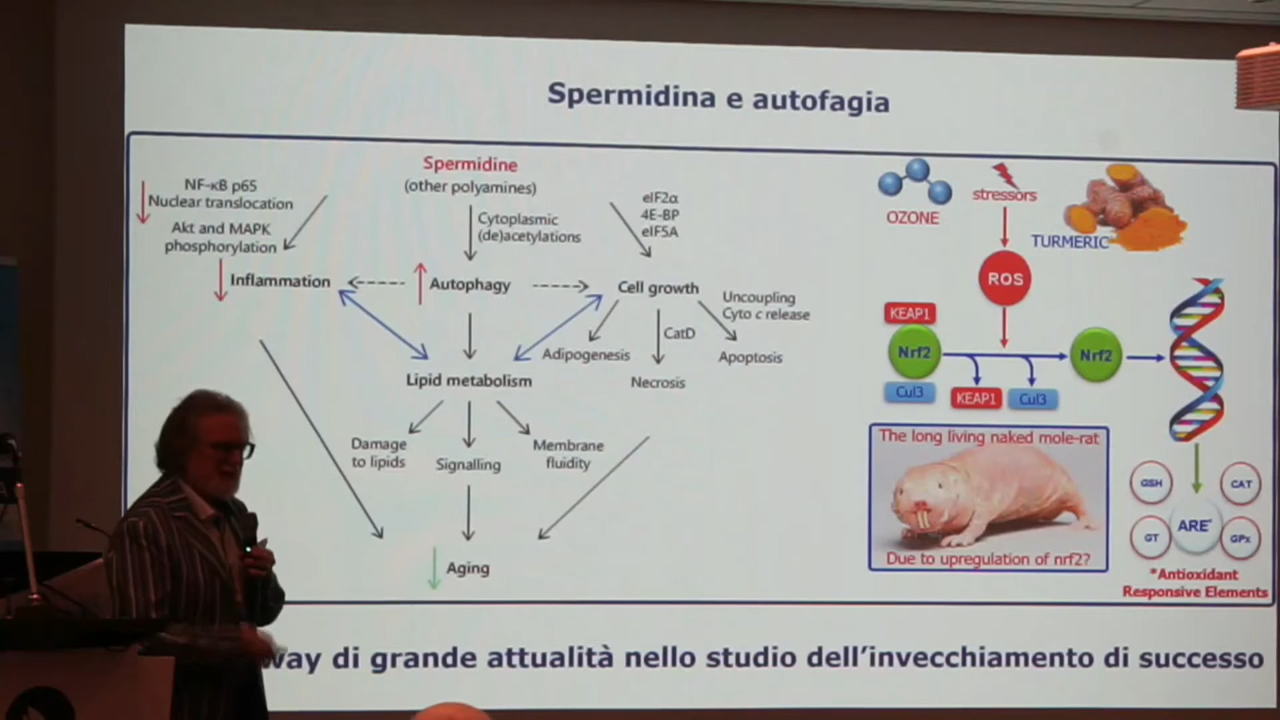 Spermidina e autofagia
NF-κB p65
Nuclear translocation
Akt and MAPK
phosphorylation
Inflammation
Spermidine
(other polyamines)
Cytoplasmic
(de)acetylations
Autophagy
eIF2α
4E-BP
eIF5A
Cell growth
Uncoupling
Cyto c release
CatD
Adipogenesis
Apoptosis
Necrosis
Lipid metabolism
Damage
to lipids
Signalling
Membrane
fluidity
Aging
OZONE
stressors
TURMERIC
ROS
KEAP1
Nrf2
Cul3
KEAP1
Cul3
Nrf2
The long living naked mole-rat
Due to upregulation of nrf2?
GSH
CAT
ARE*
GT
GPx
*Antioxidant
Responsive Elements
way di grande attualità nello studio dell'invecchiamento di successo